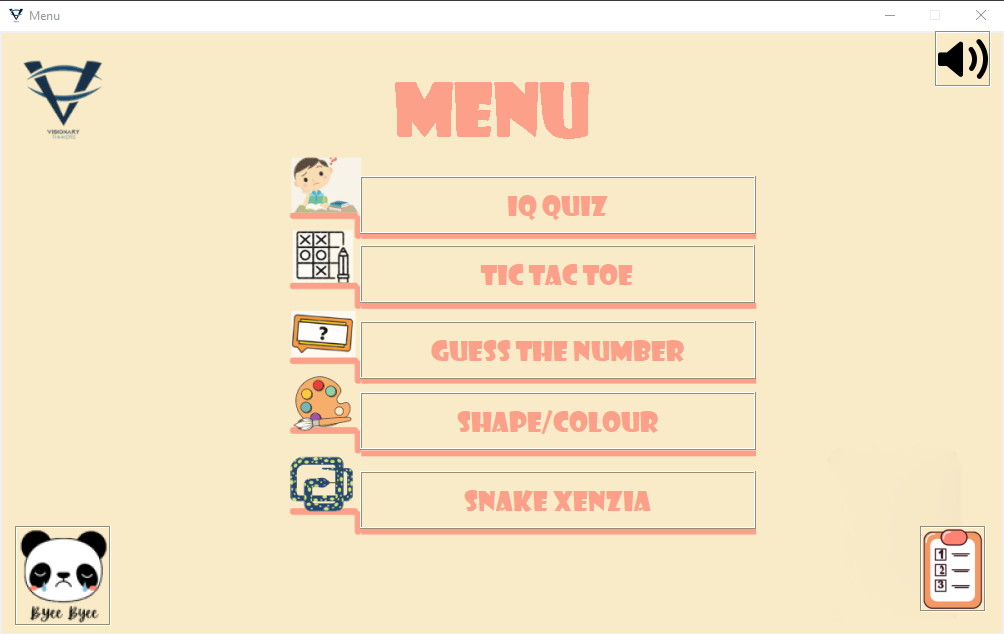 Menu
VISIONARY
THINKERS
MENU
?
IQ QUIZ
X X
O O
X
TIC TAC TOE
?
GUESS THE NUMBER
SHAPE/COLOUR
SNAKE XENZIA
Byee Byee
1
2
3